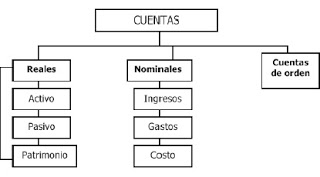 CUENTAS
Reales
Nominales
Cuentas
de orden
Activo
Ingresos
Pasivo
Gastos
Patrimonio
Costo